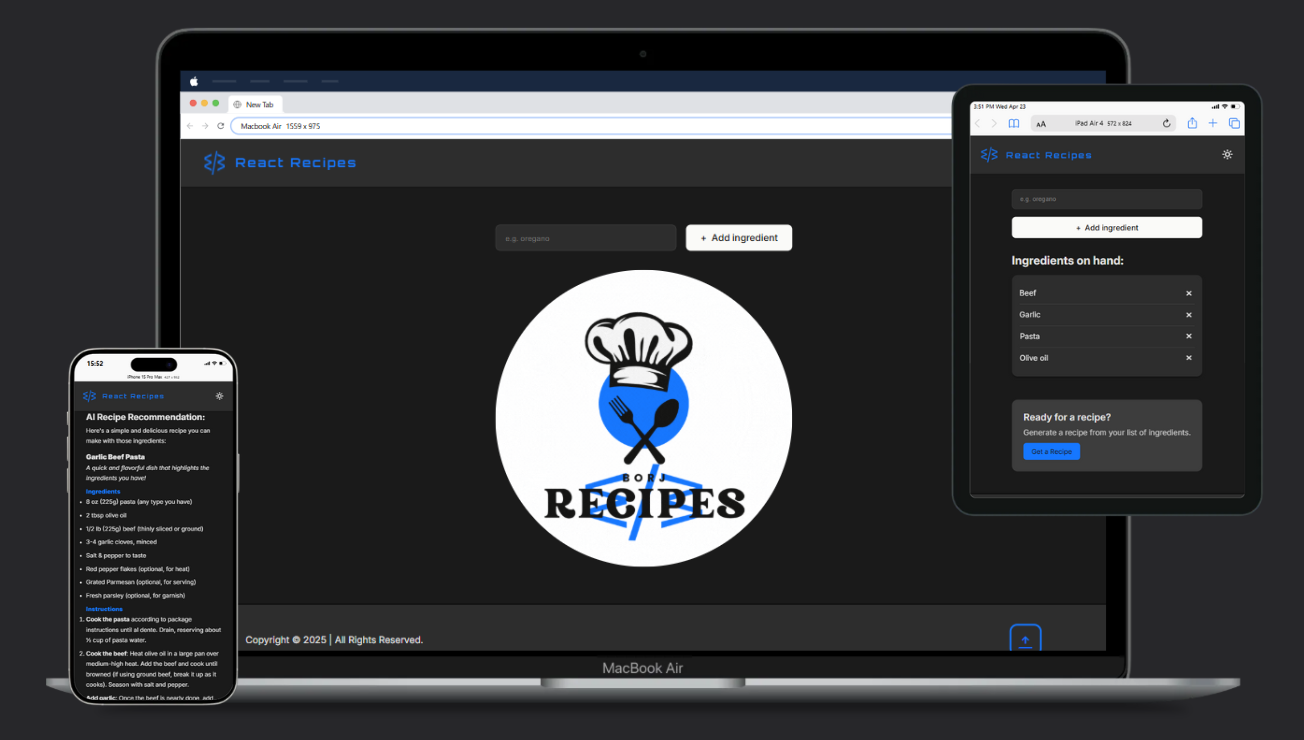 New Tab
Macbook Air 1559 x 975
React Recipes
e.g. oregano
+ Add ingredient
BORJ
RECIPES
Copyright © 2025 | All Rights Reserved.
MacBook Air
3:51 PM Wed Apr 23
AA
iPad Air 4 572 x 824
React Recipes
e.g. oregano
+ Add ingredient
Ingredients on hand:
Beef
Garlic
Pasta
Olive oil
Ready for a recipe?
Generate a recipe from your list of ingredients.
Get a Recipe
15:52
iPhone 15 Pro Max
React Recipes
AI Recipe Recommendation:
Here's a simple and delicious recipe you can
make with those ingredients:
Garlic Beef Pasta
A quick and flavorful dish that highlights the
ingredients you have!
Ingredients
• 8 oz (225g) pasta (any type you have)
• 2 tbsp olive oil
• 1/2 lb (225g) beef (thinly sliced or ground)
• 3-4 garlic cloves, minced
• Salt & pepper to taste
• Red pepper flakes (optional, for heat)
• Grated Parmesan (optional, for serving)
• Fresh parsley (optional, for garnish)
Instructions
1. Cook the pasta according to package
instructions until al dente. Drain, reserving about
½ cup of pasta water.
2. Cook the beef: Heat olive oil in a large pan over
medium-high heat. Add the beef and cook until
browned (if using ground beef, break it up as it
cooks). Season with salt and pepper.
Add garlic: Once the beef is nearly done, add